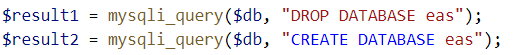 $result1 = mysqli_query($db, "DROP DATABASE eas");
$result2 = mysqli_query($db, "CREATE DATABASE eas");